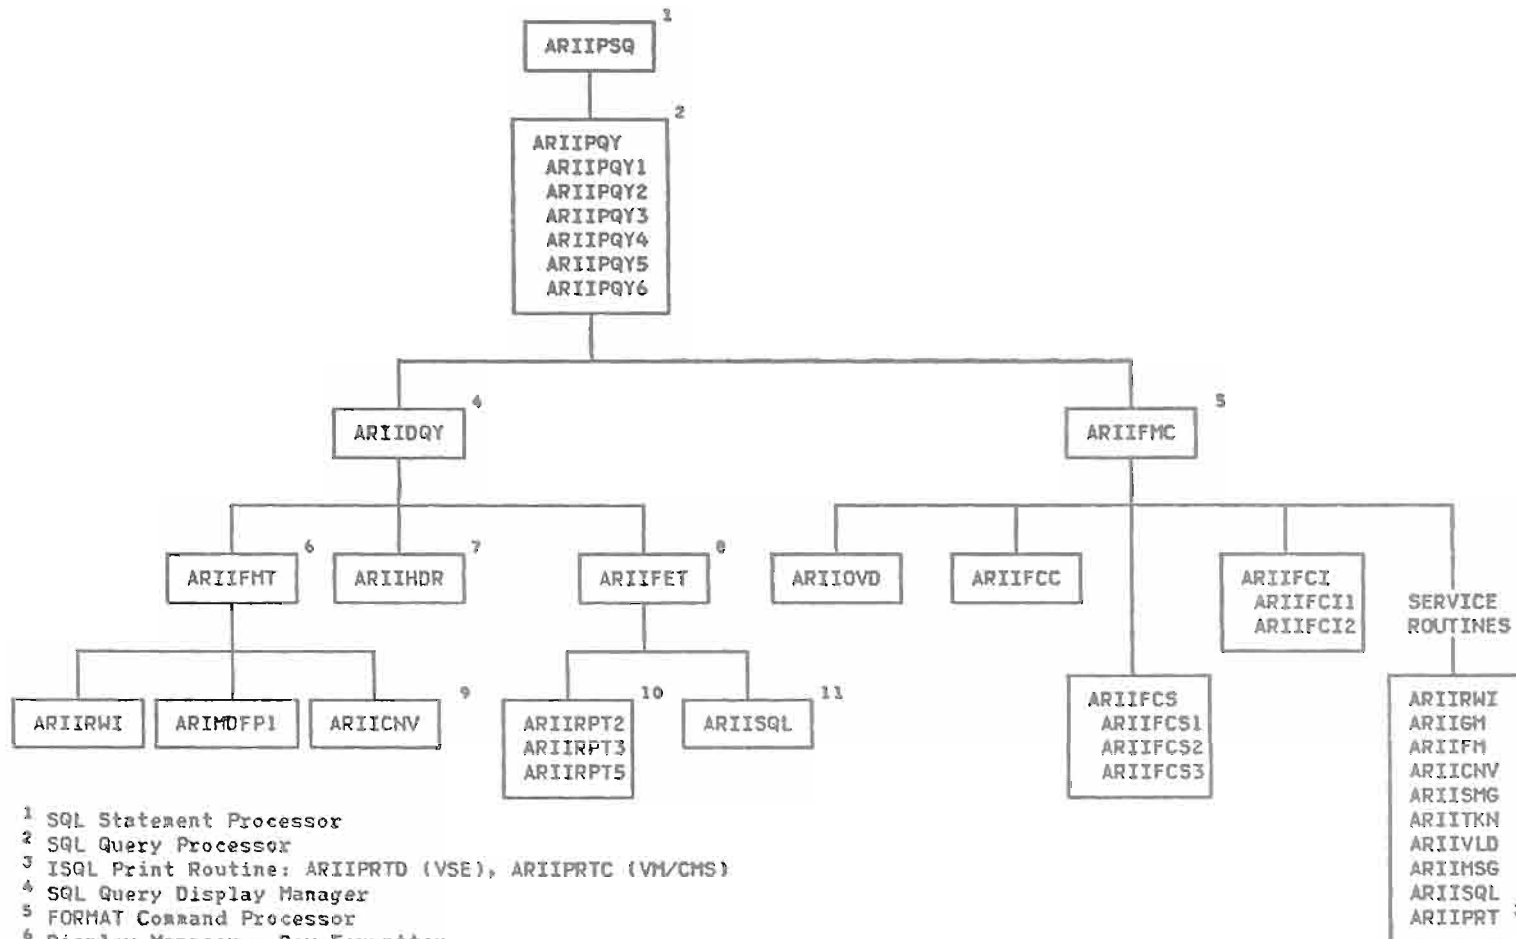 1
ARIIPSQ
2
ARIIPQY
ARIIPQY1
ARIIPQY2
ARIIPQY3
ARIIPQY4
ARIIPQY5
ARIIPQY6
4
ARIIDQY
5
ARIIFMC
6
ARIIFMT
7
ARIIHDR
8
ARIIFET
ARIIOVD
ARIIFCC
ARIIFCI
ARIIFCI1
ARIIFCI2
SERVICE
ROUTINES
ARIIRWI
ARIMDFP1
9
ARIICNV
10
ARIIRPT2
ARIIRPT3
ARIIRPT5
11
ARIISQL
ARIIFCS
ARIIFCS1
ARIIFCS2
ARIIFCS3
ARIIRWI
ARIIGM
ARIIFM
ARIICNV
ARIISMG
ARIITKN
ARIIVLD
ARIIMSG
ARIISQL
ARIIPRT
1 SQL Statement Processor
2 SQL Query Processor
3 ISQL Print Routine: ARIIPRTD (VSE), ARIIPRTC (VM/CMS)
4 SQL Query Display Manager
5 FORMAT Command Processor